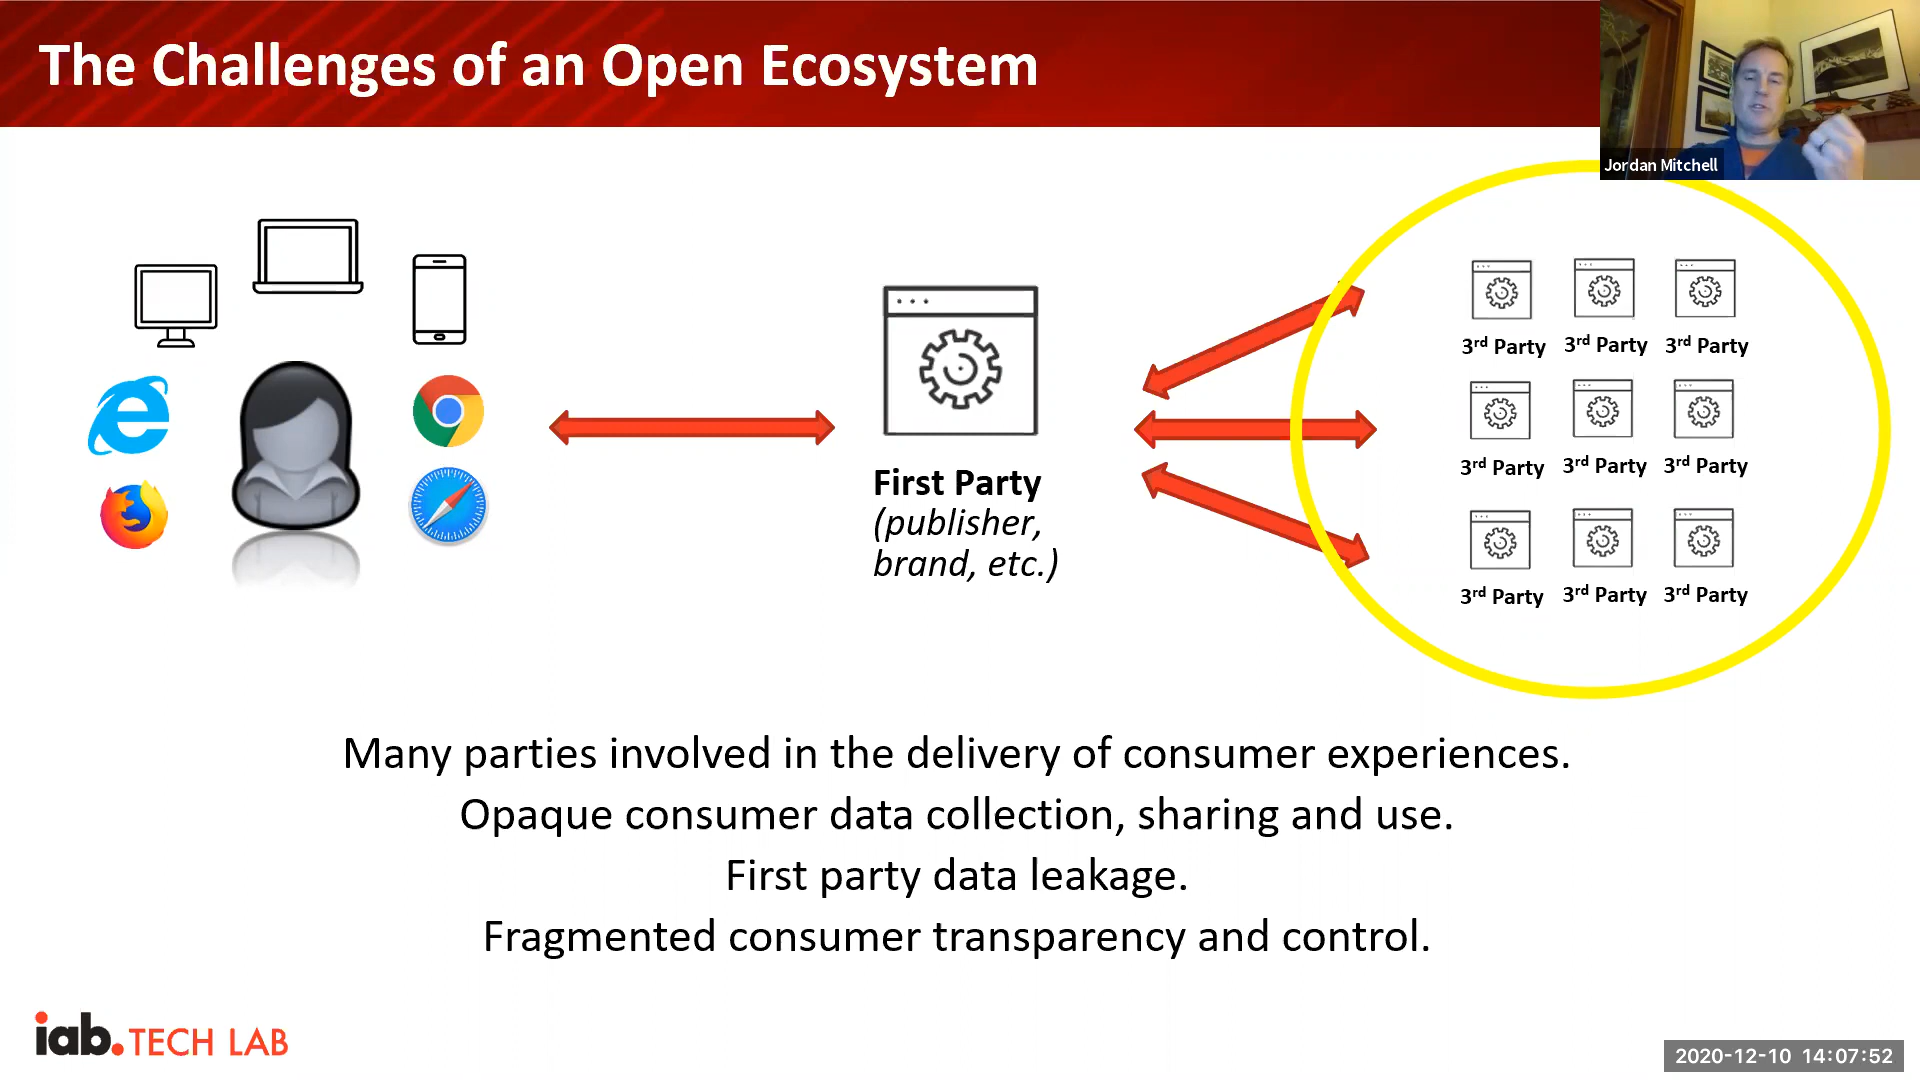 The Challenges of an Open Ecosystem
Jordan Mitchell
3rd Party 3rd Party 3rd Party
3rd Party 3rd Party 3rd Party
3rd Party 3rd Party 3rd Party
First Party
(publisher,
brand, etc.)
Many parties involved in the delivery of consumer experiences.
Opaque consumer data collection, sharing and use.
First party data leakage.
Fragmented consumer transparency and control.
iab.TECH LAB
2020-12-10 14:07:52